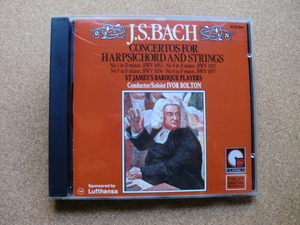 J.S.BACH
CONCERTOS FOR
HARPSICHORD AND STRINGS
No 1 in D minor, BWV 1052 · No 4 in A major, BWV 1055
No 5 in F minor, BWV 1056 · No 6 in F major, BWV 1057
ST JAMES'S BAROQUE PLAYERS
Conductor/Soloist IVOR BOLTON
Sponsored by
Lufthansa